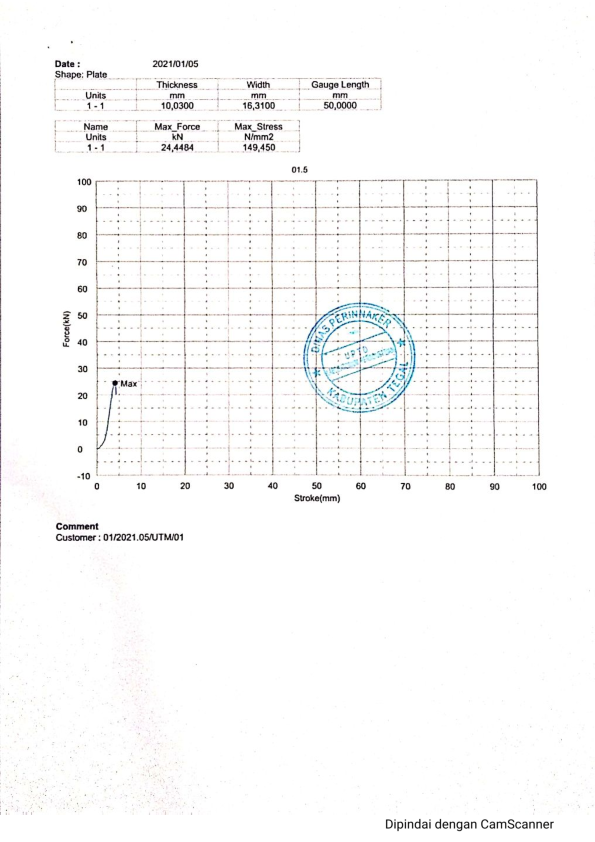 Date : 2021/01/05
Shape: Plate
Thickness Width Gauge Length
Units mm mm mm
1 - 1 10,0300 16,3100 50,0000
Name Max_Force Max_Stress
Units kN N/mm2
1 - 1 24,4484 149,450
01.5
100
90
80
70
60
50
40
30
20
10
0
-10
Force(kN)
Max
DINAS PERINNAKER
UPTD
KABUPATEN TEGAL
0 10 20 30 40 50 60 70 80 90 100
Stroke(mm)
Comment
Customer : 01/2021.05/UTM/01
Dipindai dengan CamScanner